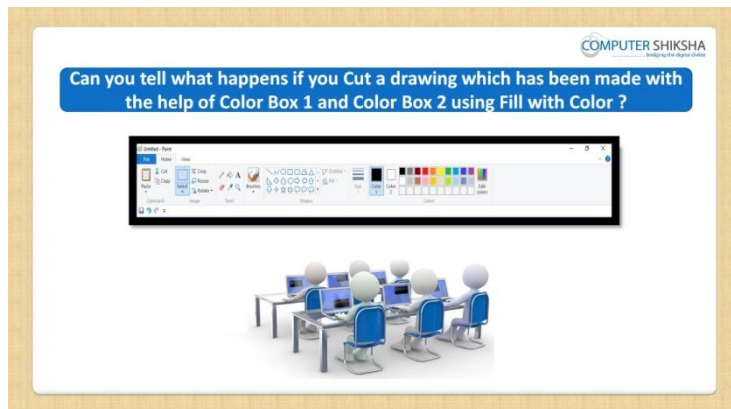 COMPUTER SHIKSHA
bridging the digital divide
Can you tell what happens if you Cut a drawing which has been made with
the help of Color Box 1 and Color Box 2 using Fill with Color ?
Untitled - Paint
File Home View
Cut
Copy
Paste
Clipboard
Select
Crop
Resize
Rotate
Image
A
Tools
Brushes
Outline
Fill
Shapes
Size
Color 1
Color 2
Edit colors
Colors